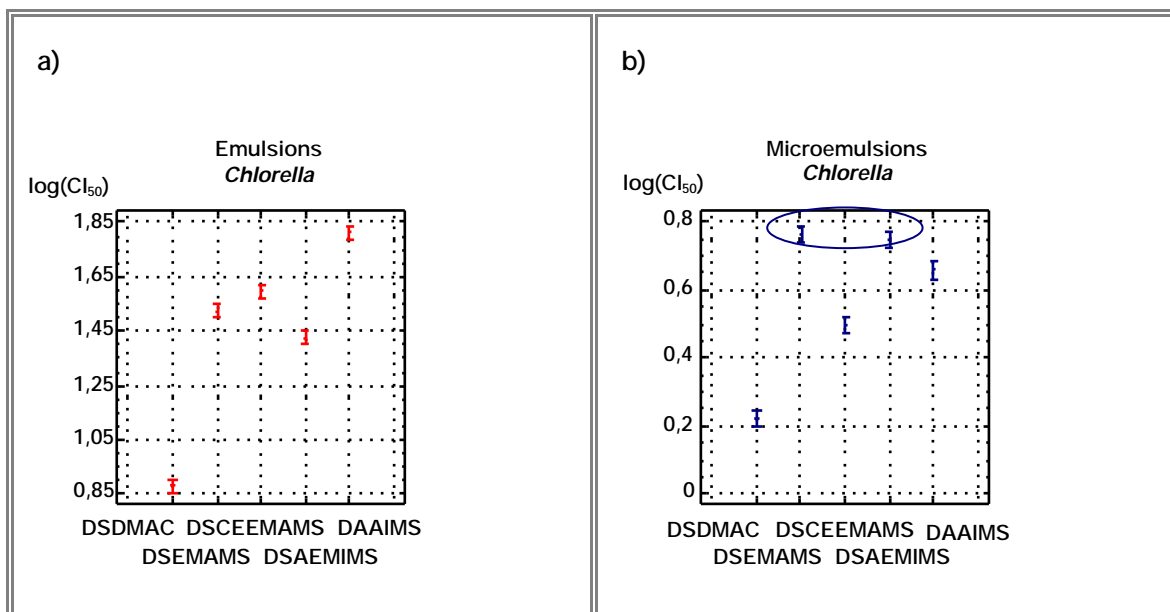 a)
Emulsions
Chlorella
log(CI₅₀)
1,85
1,65
1,45
1,25
1,05
0,85
DSDMAC DSCEEMAMS DAAIMS
DSEMAMS DSAEMIMS
b)
Microemulsions
Chlorella
log(CI₅₀)
0,8
0,6
0,4
0,2
0
DSDMAC DSCEEMAMS DAAIMS
DSEMAMS DSAEMIMS